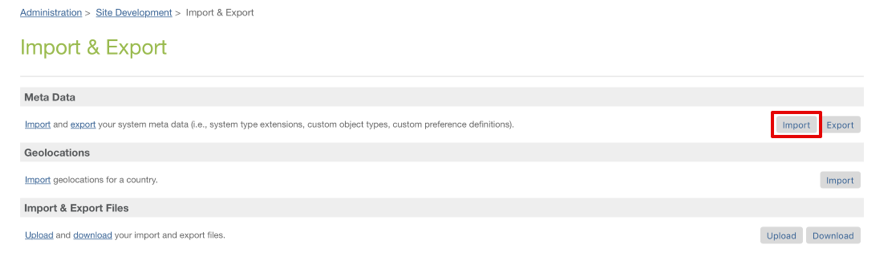 Administration > Site Development > Import & Export
Import & Export
Meta Data
Import and export your system meta data (i.e., system type extensions, custom object types, custom preference definitions). Import Export
Geolocations
Import geolocations for a country. Import
Import & Export Files
Upload and download your import and export files. Upload Download